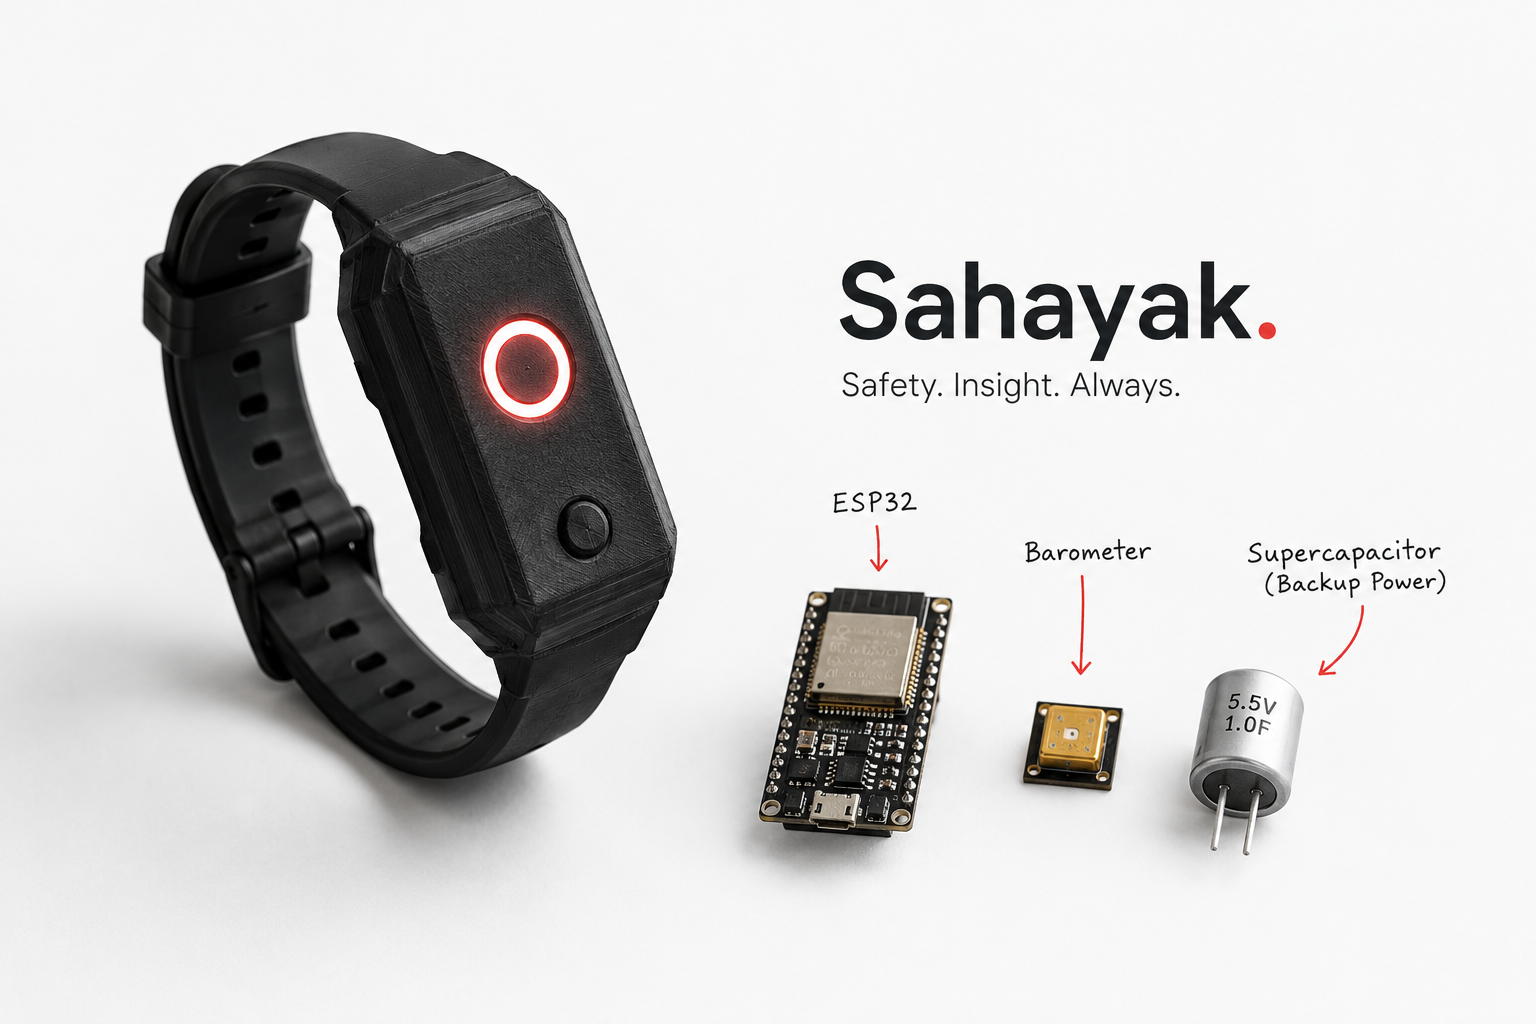 Sahayak.
Safety. Insight. Always.
ESP32
Barometer
Supercapacitor
(Backup Power)
5.5V
1.0F